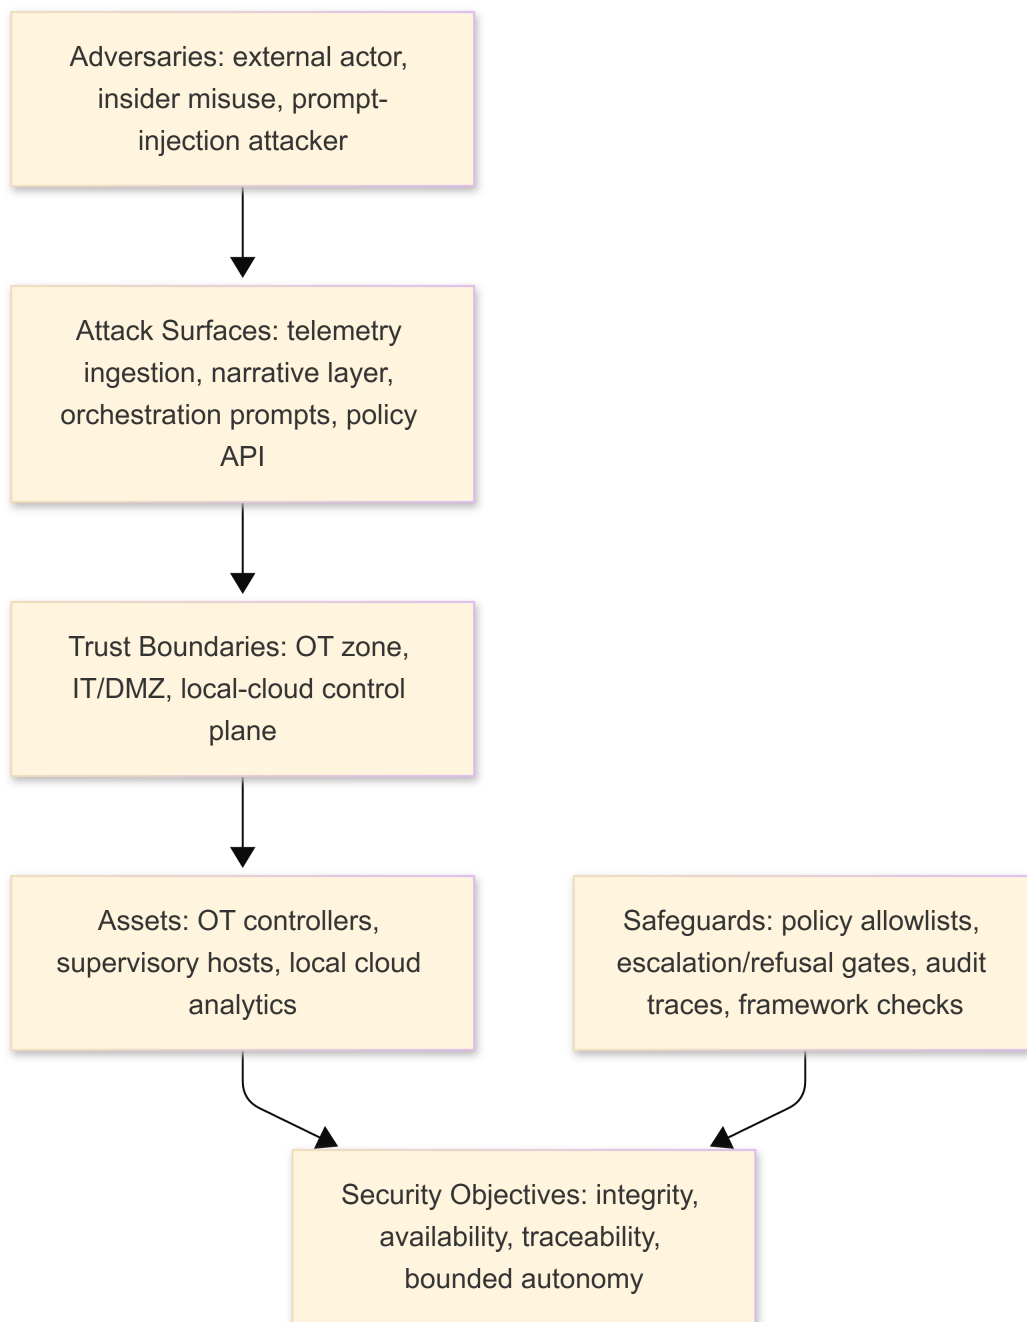 Adversaries: external actor,
insider misuse, prompt-
injection attacker
Attack Surfaces: telemetry
ingestion, narrative layer,
orchestration prompts, policy
API
Trust Boundaries: OT zone,
IT/DMZ, local-cloud control
plane
Assets: OT controllers,
supervisory hosts, local cloud
analytics
Safeguards: policy allowlists,
escalation/refusal gates, audit
traces, framework checks
Security Objectives: integrity,
availability, traceability,
bounded autonomy